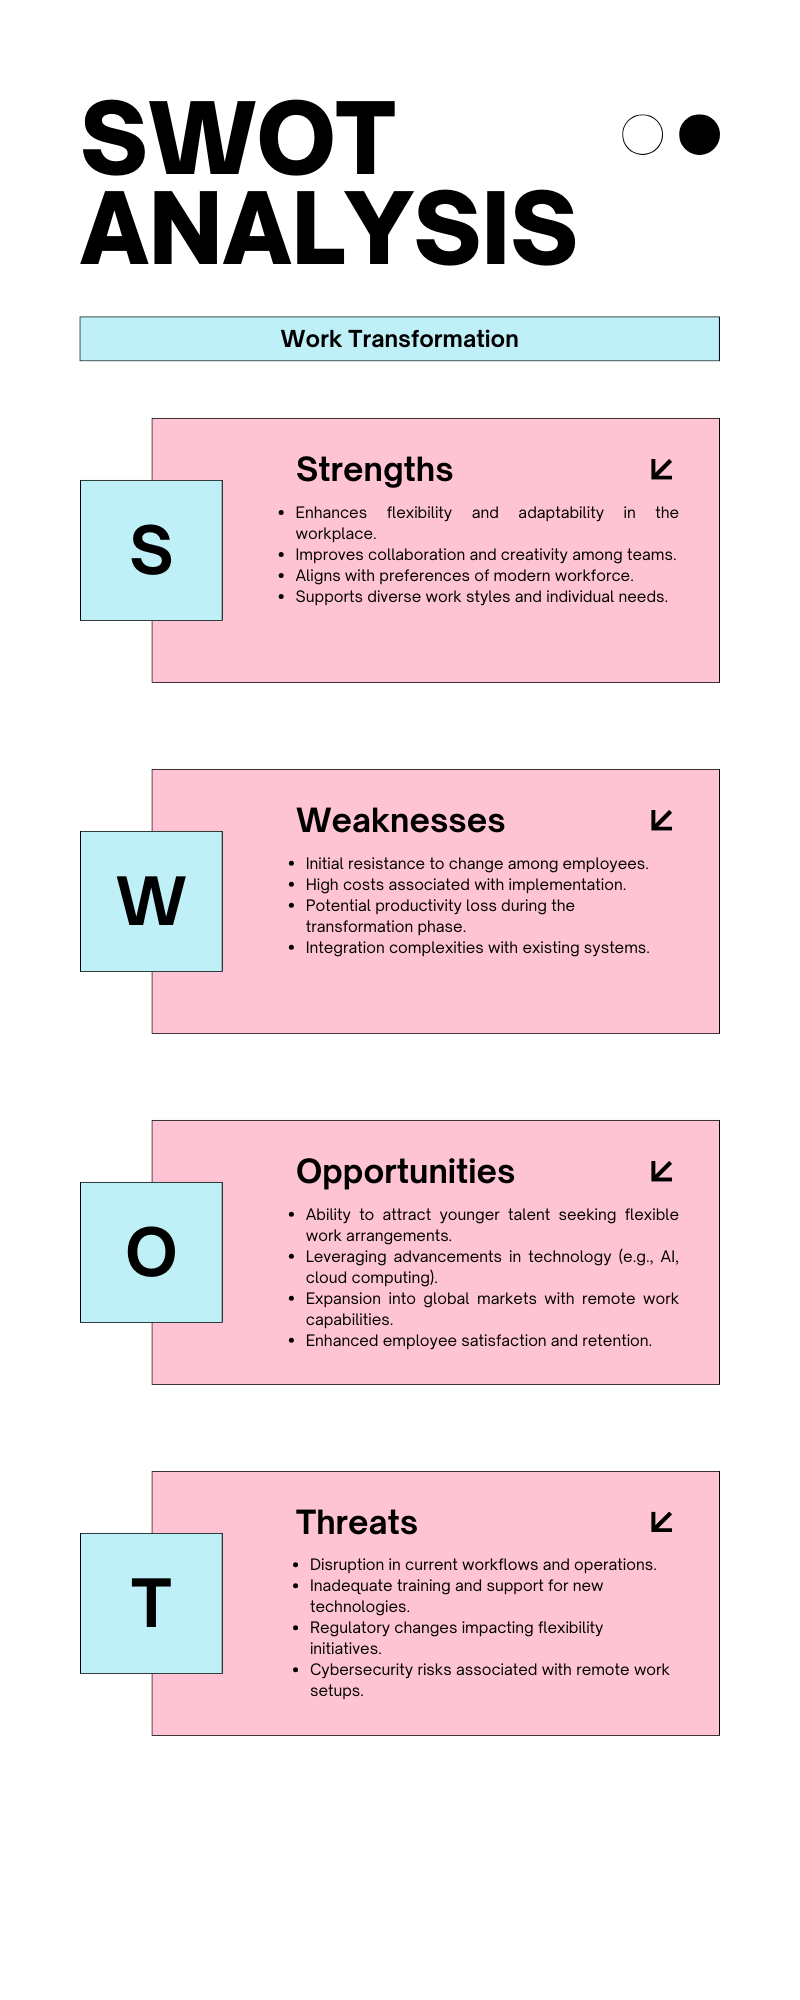 SWOT
ANALYSIS
Work Transformation
S
Strengths
• Enhances flexibility and adaptability in the
workplace.
• Improves collaboration and creativity among teams.
• Aligns with preferences of modern workforce.
• Supports diverse work styles and individual needs.
W
Weaknesses
• Initial resistance to change among employees.
• High costs associated with implementation.
• Potential productivity loss during the
transformation phase.
• Integration complexities with existing systems.
O
Opportunities
• Ability to attract younger talent seeking flexible
work arrangements.
• Leveraging advancements in technology (e.g., AI,
cloud computing).
• Expansion into global markets with remote work
capabilities.
• Enhanced employee satisfaction and retention.
T
Threats
• Disruption in current workflows and operations.
• Inadequate training and support for new
technologies.
• Regulatory changes impacting flexibility
initiatives.
• Cybersecurity risks associated with remote work
setups.